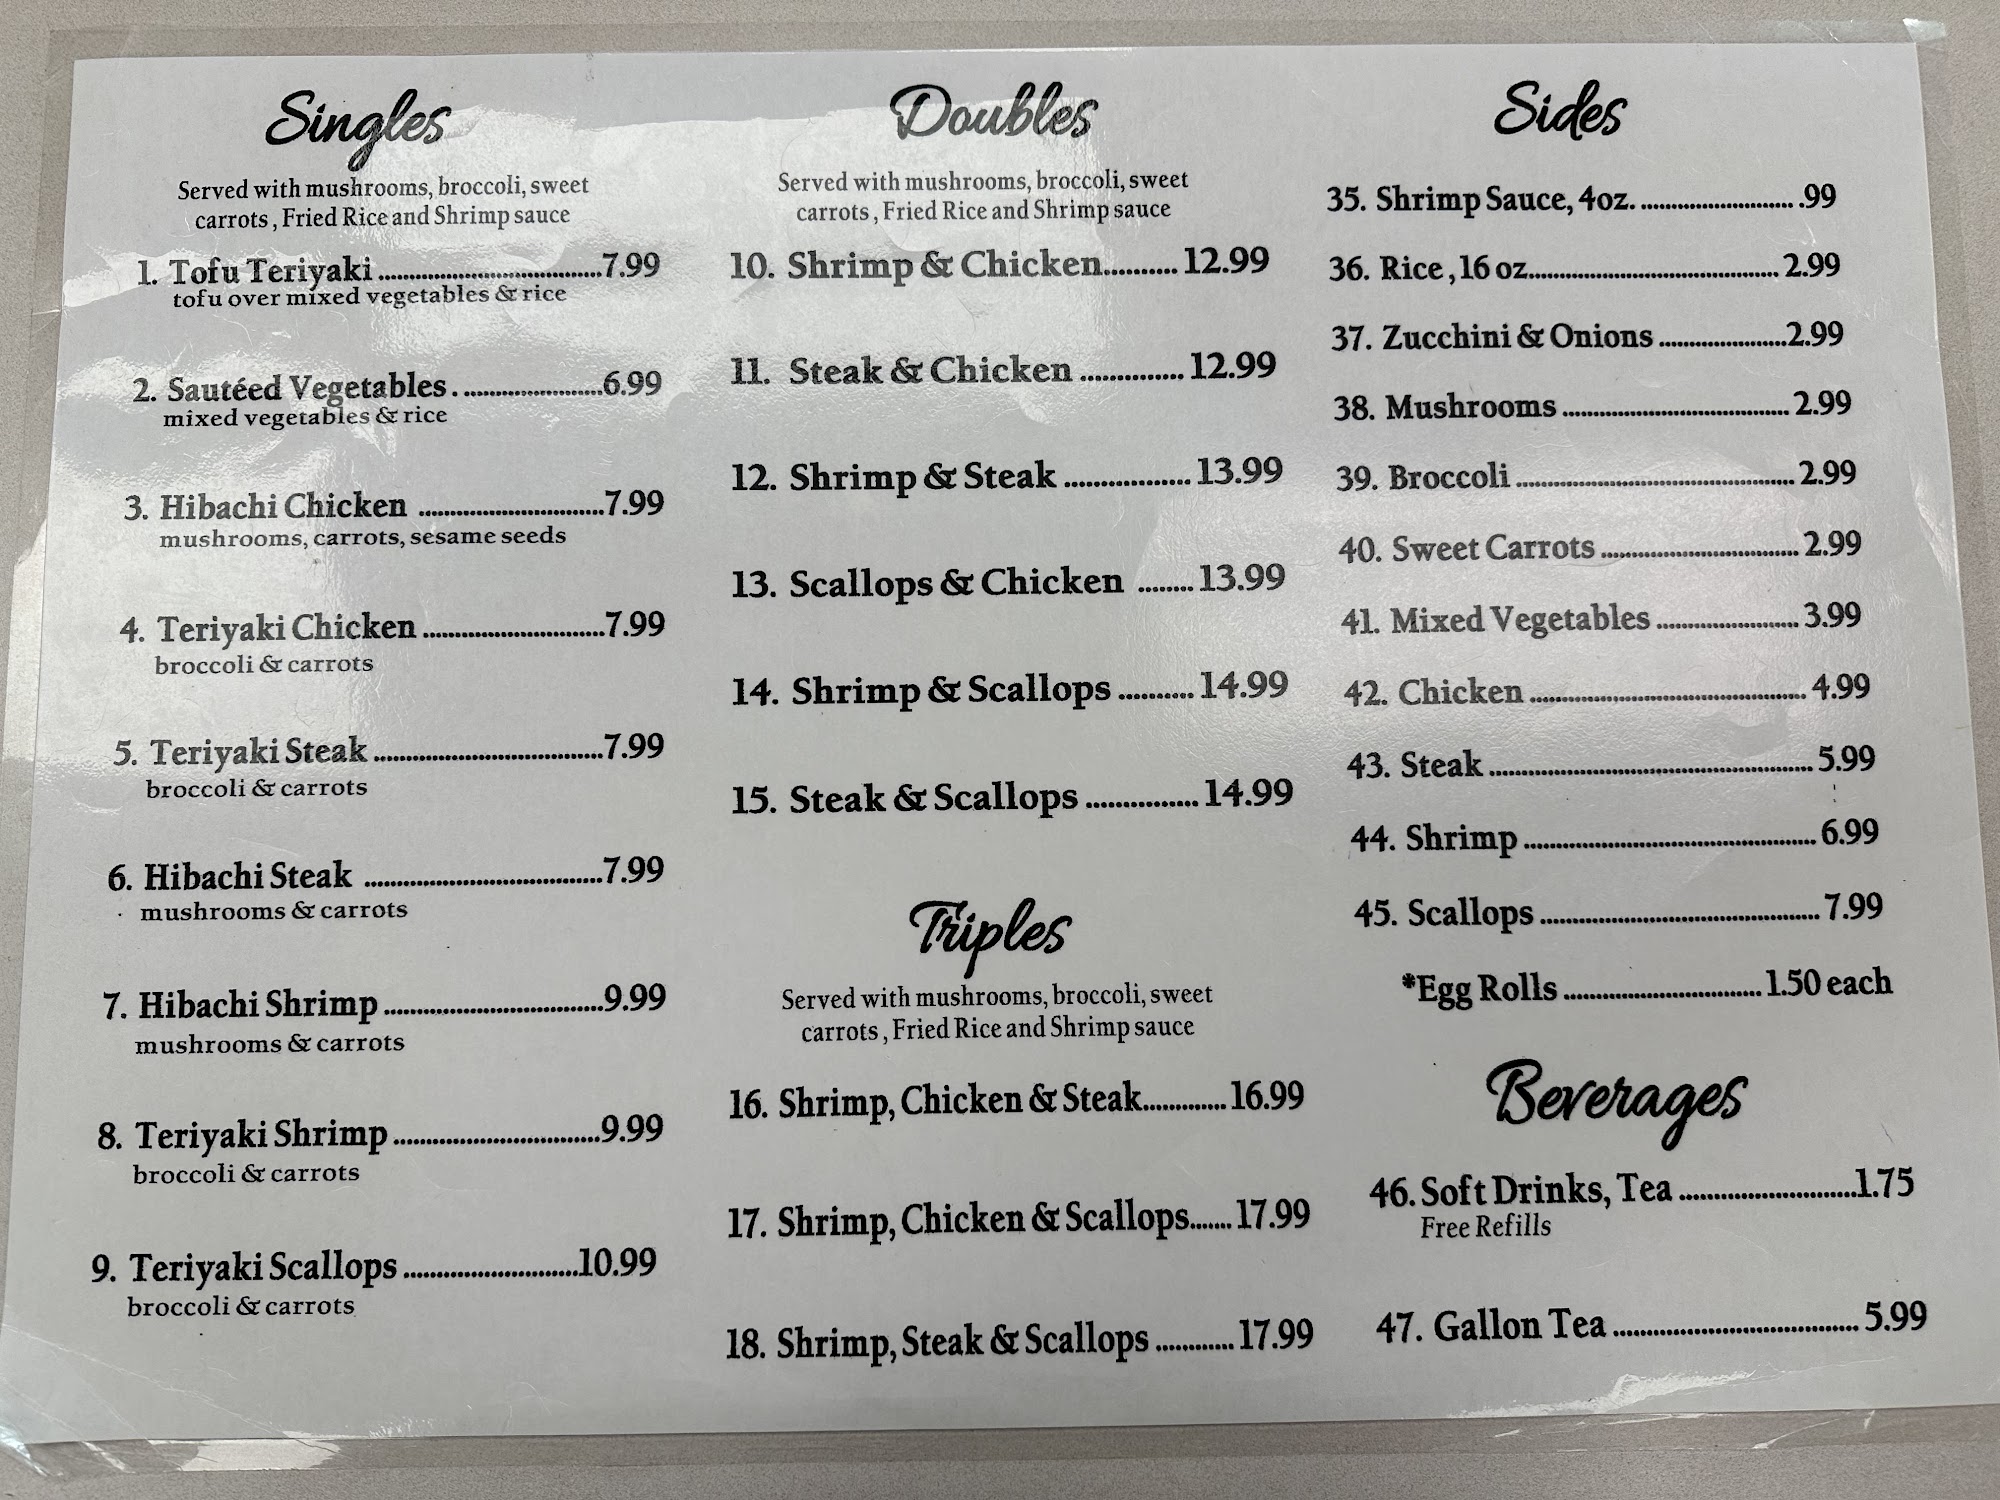 Singles
Served with mushrooms, broccoli, sweet
carrots, Fried Rice and Shrimp sauce
1. Tofu Teriyaki ........ 7.99
tofu over mixed vegetables & rice
2. Sautéed Vegetables ........ 6.99
mixed vegetables & rice
3. Hibachi Chicken ........ 7.99
mushrooms, carrots, sesame seeds
4. Teriyaki Chicken ........ 7.99
broccoli & carrots
5. Teriyaki Steak ........ 7.99
broccoli & carrots
6. Hibachi Steak ........ 7.99
mushrooms & carrots
7. Hibachi Shrimp ........ 9.99
mushrooms & carrots
8. Teriyaki Shrimp ........ 9.99
broccoli & carrots
9. Teriyaki Scallops ........ 10.99
broccoli & carrots
Doubles
Served with mushrooms, broccoli, sweet
carrots, Fried Rice and Shrimp sauce
10. Shrimp & Chicken ........ 12.99
11. Steak & Chicken ........ 12.99
12. Shrimp & Steak ........ 13.99
13. Scallops & Chicken ........ 13.99
14. Shrimp & Scallops ........ 14.99
15. Steak & Scallops ........ 14.99
Triples
Served with mushrooms, broccoli, sweet
carrots, Fried Rice and Shrimp sauce
16. Shrimp, Chicken & Steak ........ 16.99
17. Shrimp, Chicken & Scallops ........ 17.99
18. Shrimp, Steak & Scallops ........ 17.99
Sides
35. Shrimp Sauce, 4oz. ........ .99
36. Rice, 16 oz ........ 2.99
37. Zucchini & Onions ........ 2.99
38. Mushrooms ........ 2.99
39. Broccoli ........ 2.99
40. Sweet Carrots ........ 2.99
41. Mixed Vegetables ........ 3.99
42. Chicken ........ 4.99
43. Steak ........ 5.99
44. Shrimp ........ 6.99
45. Scallops ........ 7.99
*Egg Rolls ........ 1.50 each
Beverages
46. Soft Drinks, Tea ........ 1.75
Free Refills
47. Gallon Tea ........ 5.99